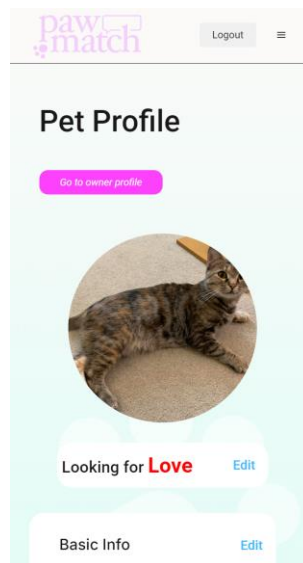 paw
match
Logout
Pet Profile
Go to owner profile
Looking for Love Edit
Basic Info Edit